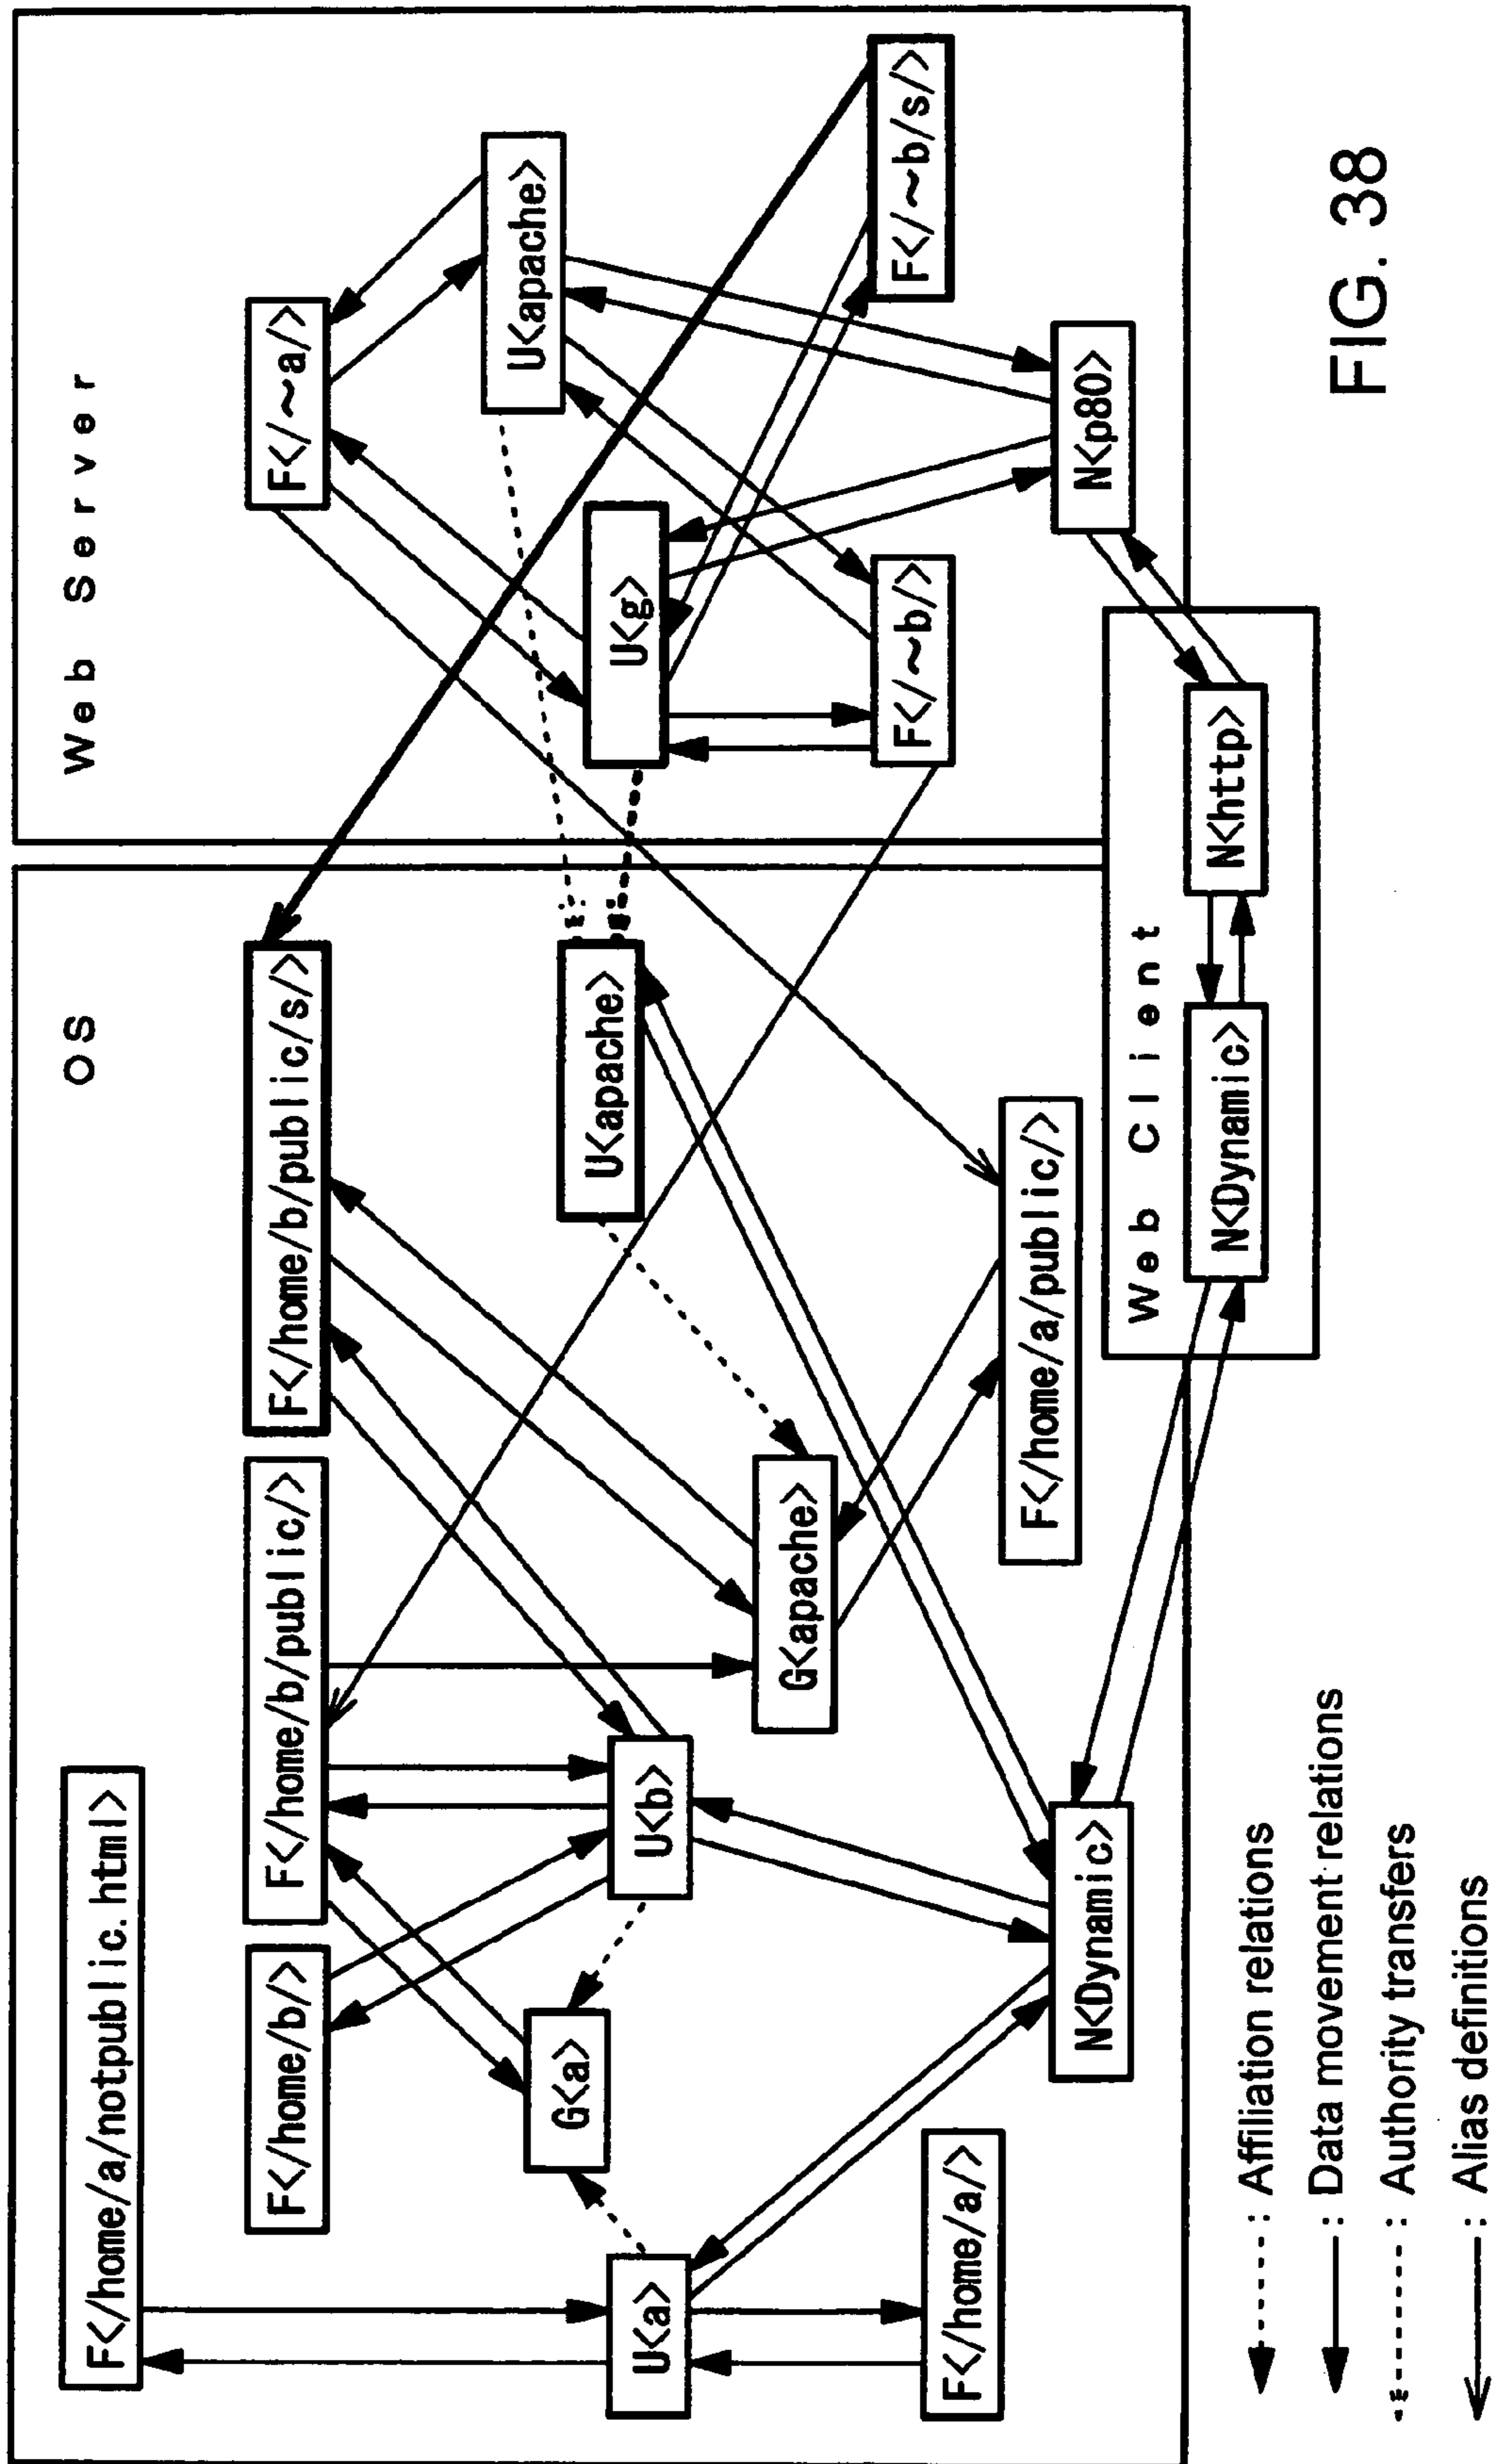 OS
Web Server
F</home/a/notpublic.html>
F</home/b/>
F</home/b/public/>
F</home/b/public/s/>
F</~a/>
U<apache>
G<a>
U<apache>
U<g>
U<a>
U<b>
G<apache>
F</~b/>
F</~b/s/>
F</home/a/>
F</home/a/public/>
N<Dynamic>
N<p80>
Web Client
N<Dynamic>
N<http>
: Affiliation relations
: Data movement relations
: Authority transfers
: Alias definitions
FIG. 38